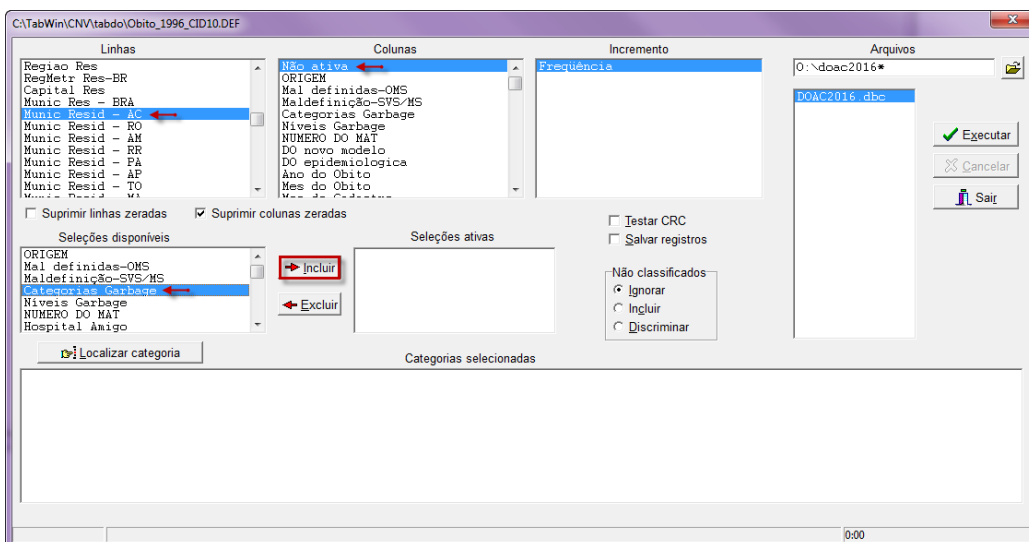 C:\TabWin\CNV\tabdo\Obito_1996_CID10.DEF
Linhas
Regiao Res
RegMetr Res-BR
Capital Res
Munic Res - BRA
Munic Resid - AC
Munic Resid - RO
Munic Resid - AM
Munic Resid - RR
Munic Resid - PA
Munic Resid - AP
Munic Resid - TO
Munic Resid - MA
Colunas
Não ativa
ORIGEM
Mal definidas-OMS
Maldefinição-SVS/MS
Categorias Garbage
Níveis Garbage
NUMERO DO MAT
DO novo modelo
DO epidemiologica
Ano do Obito
Mes do Obito
Mes do Cadastro
Incremento
Freqüência
Arquivos
O:\doac2016*
DOAC2016.dbc
Executar
Cancelar
Sair
Suprimir linhas zeradas
Suprimir colunas zeradas
Seleções disponíveis
ORIGEM
Mal definidas-OMS
Maldefinição-SVS/MS
Categorias Garbage
Níveis Garbage
NUMERO DO MAT
Hospital Amigo
Incluir
Excluir
Seleções ativas
Testar CRC
Salvar registros
Não classificados
Ignorar
Incluir
Discriminar
Localizar categoria
Categorias selecionadas
0:00